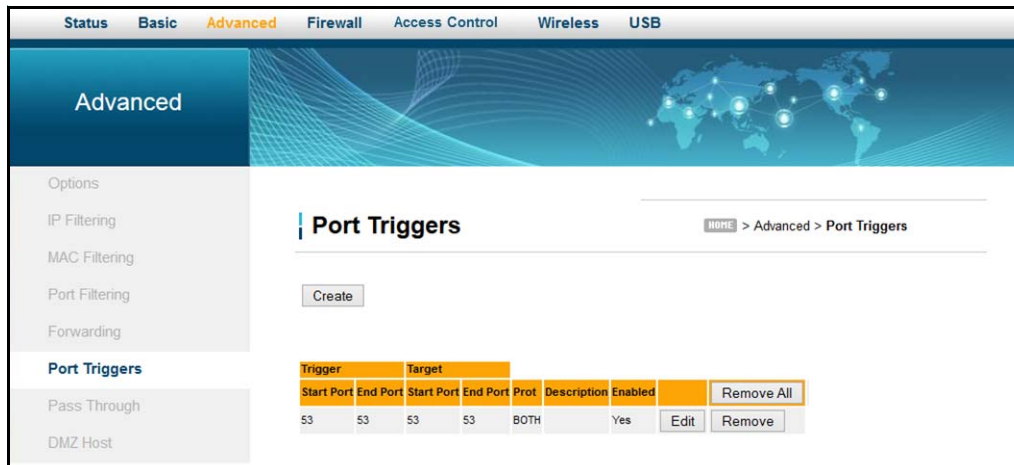 Status Basic Advanced Firewall Access Control Wireless USB
Advanced
Options
IP Filtering
MAC Filtering
Port Filtering
Forwarding
Port Triggers
Pass Through
DMZ Host
Port Triggers
HOME > Advanced > Port Triggers
Create
Trigger Target
Start Port End Port Start Port End Port Prot Description Enabled Remove All
53 53 53 53 BOTH Yes Edit Remove